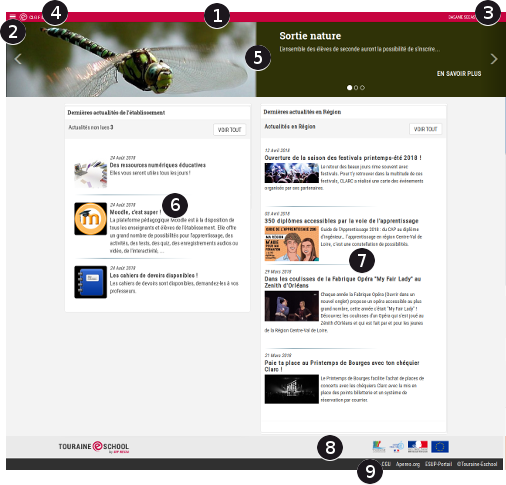 1
3
4
2
CLEF
Sortie nature
L'ensemble des élèves de seconde auront la possibilité de s'inscrire...
5
EN SAVOIR PLUS
Dernières actualités de l'établissement
Actualités non lues 3
VOIR TOUT
24 Août 2018
Des ressources numériques éducatives
Elles vous seront utiles tous les jours !
24 Août 2018
Moodle, c'est super !
6
La plateforme pédagogique Moodle est à la disposition de
tous les enseignants et élèves de l'établissement. Elle offre
un grand nombre de possibilités pour l'apprentissage, des
activités, des tests, des quiz, des enregistrements audios ou
vidéo, de l'interactivité, ...
24 Août 2018
Les cahiers de devoirs disponibles !
Les cahiers de devoirs sont disponibles, demandez-les à vos
professeurs.
Dernières actualités en Région
Actualités en Région
VOIR TOUT
12 Avril 2018
Ouverture de la saison des festivals printemps-été 2018 !
Le retour des beaux jours rime souvent avec
festivals. Pour t'y retrouver dans la multitude de ces
festivals, CLARC a réalisé une carte des évènements
organisés par ses partenaires.
03 Avril 2018
350 diplômes accessibles par la voie de l'apprentissage
Guide de l'Apprentissage 2018 : du CAP au diplôme
d'ingénieur, l'apprentissage en région Centre-Val de
Loire, c'est une constellation de possibilités.
7
29 Mars 2018
Dans les coulisses de la Fabrique Opéra "My Fair Lady" au
Zenith d'Orléans
Chaque année la Fabrique Opéra (Ouvrir dans un
nouvel onglet) propose un opéra accessible au plus
grand nombre, cette année c'était "My Fair Lady" !
Découvrez les coulisses d'un Opéra qui s'est joué au
Zénith d'Orléans et qui est fait par et pour les jeunes
de la Région Centre-Val de Loire.
21 Mars 2018
Paie ta place au Printemps de Bourges avec ton chéquier
Clarc !
Le Printemps de Bourges facilite l'achat de places de
concerts avec les chéquiers Clarc avec la mise en
place des points billetterie et un système de
réservation par courrier.
TOURAINE e SCHOOL
8
9
Apereo.org
ESUP-Portail
©Touraine-Eschool